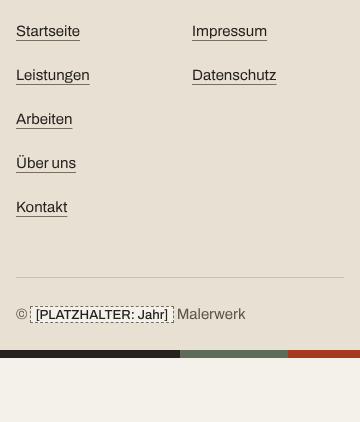 Startseite
Impressum
Leistungen
Datenschutz
Arbeiten
Über uns
Kontakt
© [PLATZHALTER: Jahr] Malerwerk